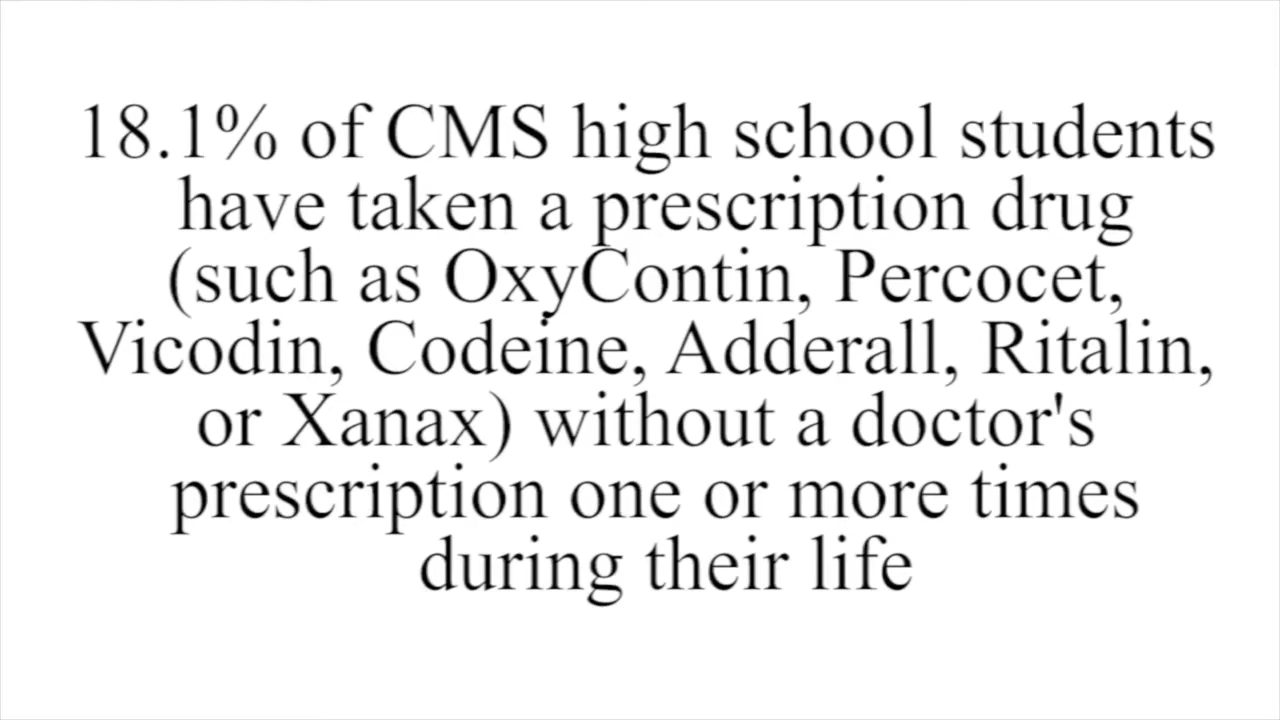 18.1% of CMS high school students
have taken a prescription drug
(such as OxyContin, Percocet,
Vicodin, Codeine, Adderall, Ritalin,
or Xanax) without a doctor's
prescription one or more times
during their life